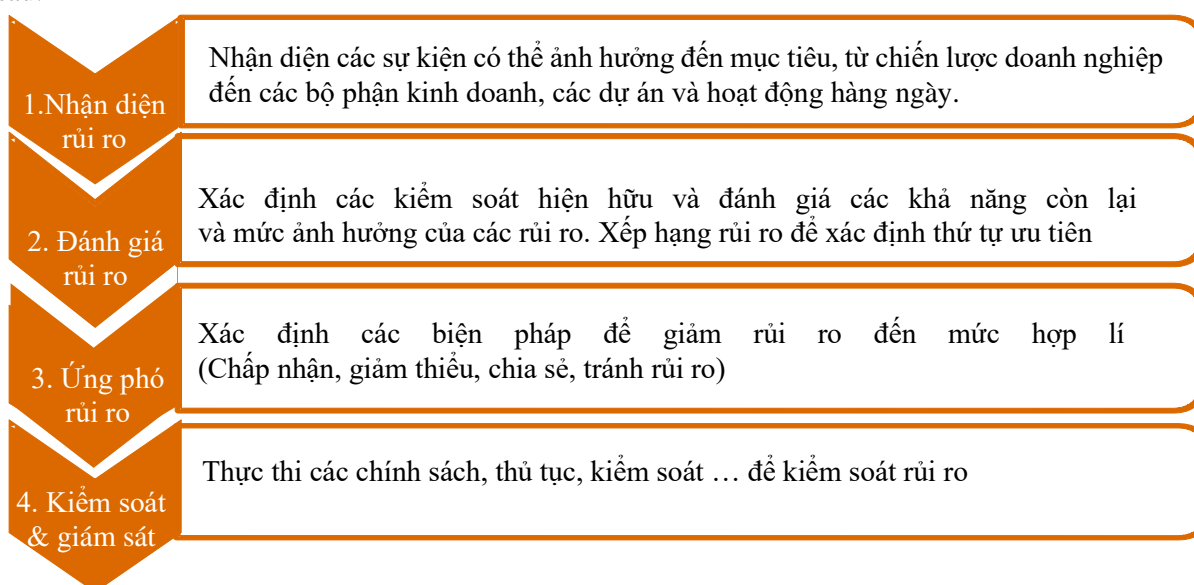 1.Nhận diện
rủi ro
Nhận diện các sự kiện có thể ảnh hưởng đến mục tiêu, từ chiến lược doanh nghiệp
đến các bộ phận kinh doanh, các dự án và hoạt động hàng ngày.
2. Đánh giá
rủi ro
Xác định các kiểm soát hiện hữu và đánh giá các khả năng còn lại
và mức ảnh hưởng của các rủi ro. Xếp hạng rủi ro để xác định thứ tự ưu tiên
3. Ứng phó
rủi ro
Xác định các biện pháp để giảm rủi ro đến mức hợp lí
(Chấp nhận, giảm thiểu, chia sẻ, tránh rủi ro)
4. Kiểm soát
& giám sát
Thực thi các chính sách, thủ tục, kiểm soát … để kiểm soát rủi ro